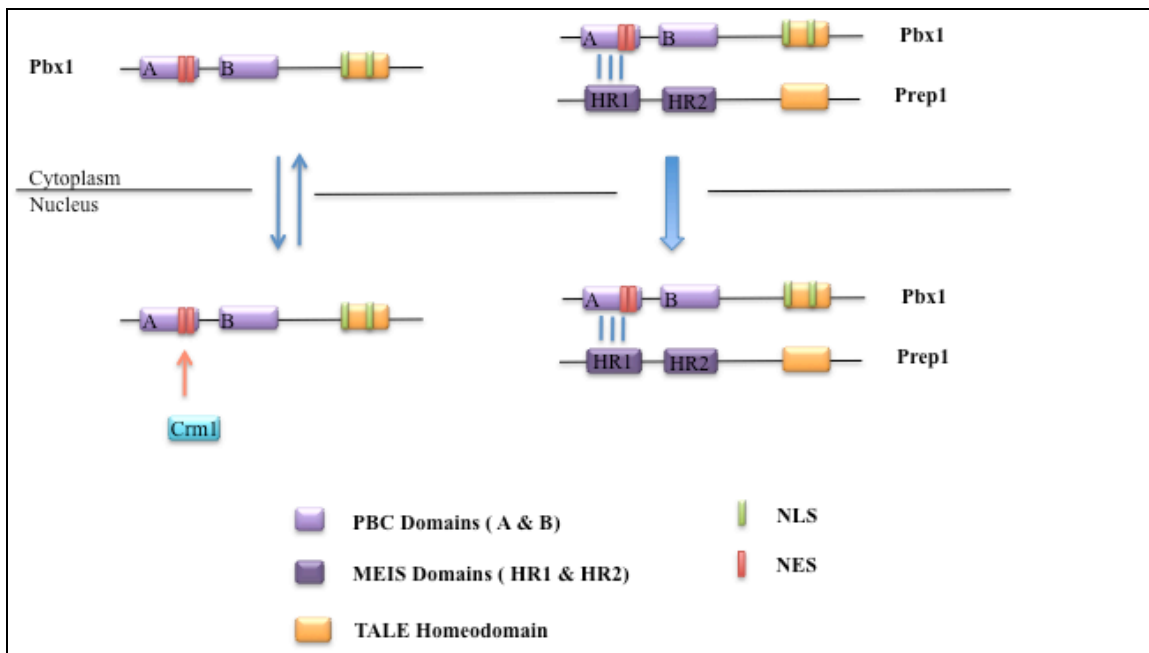 Pbx1
A
B
A
B
Pbx1
HR1
HR2
Prep1
Cytoplasm
Nucleus
A
B
Crm1
A
B
Pbx1
HR1
HR2
Prep1
PBC Domains ( A & B)
MEIS Domains ( HR1 & HR2)
TALE Homeodomain
NLS
NES